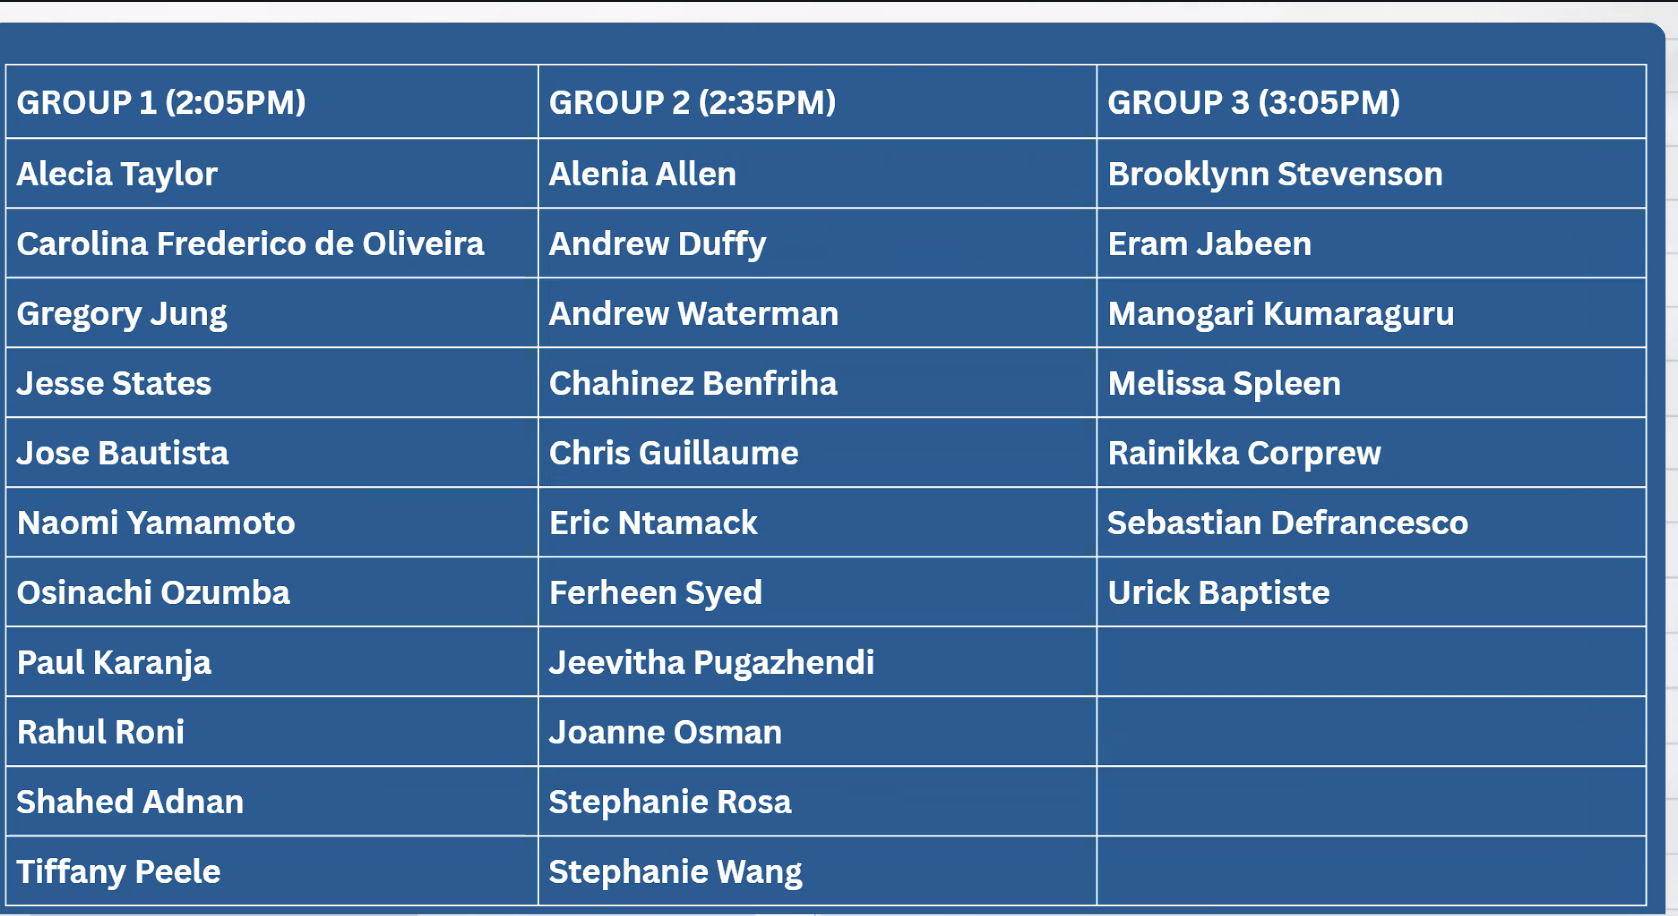 GROUP 1 (2:05PM) GROUP 2 (2:35PM) GROUP 3 (3:05PM)
Alecia Taylor Alenia Allen Brooklynn Stevenson
Carolina Frederico de Oliveira Andrew Duffy Eram Jabeen
Gregory Jung Andrew Waterman Manogari Kumaraguru
Jesse States Chahinez Benfriha Melissa Spleen
Jose Bautista Chris Guillaume Rainikka Corprew
Naomi Yamamoto Eric Ntamack Sebastian Defrancesco
Osinachi Ozumba Ferheen Syed Urick Baptiste
Paul Karanja Jeevitha Pugazhendi
Rahul Roni Joanne Osman
Shahed Adnan Stephanie Rosa
Tiffany Peele Stephanie Wang